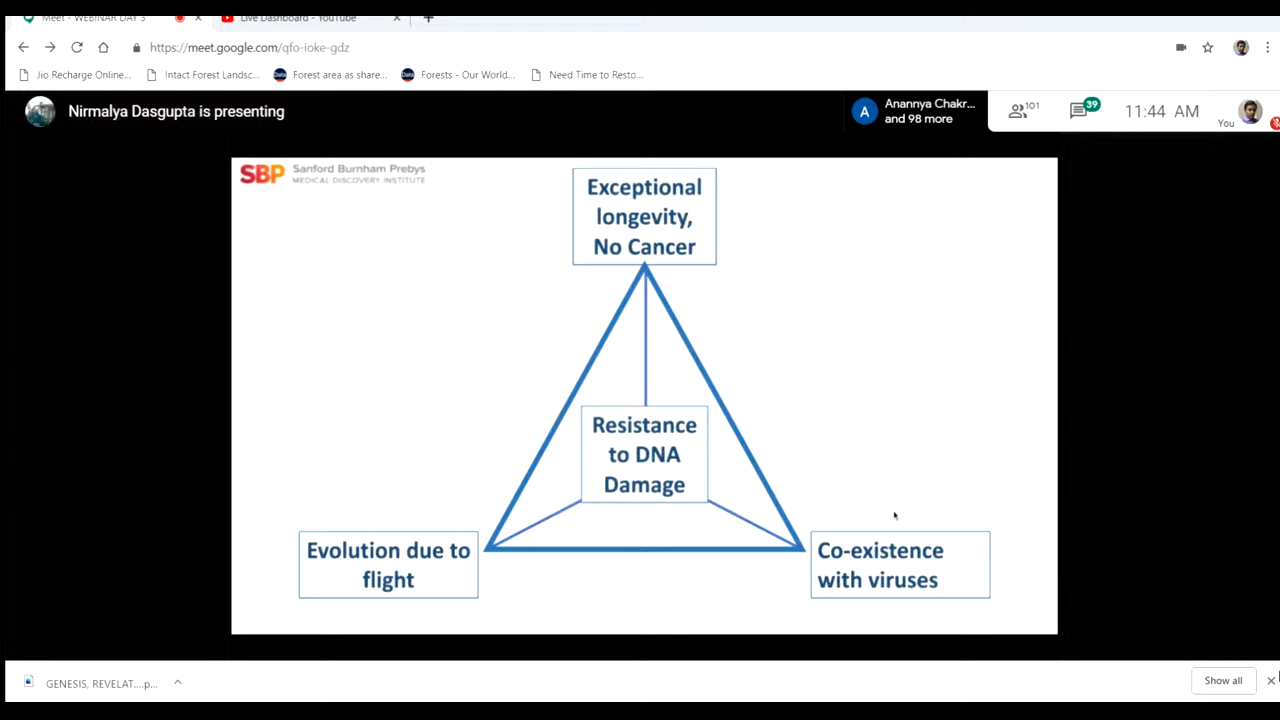 Meet - WEBINAR DAY 3
Live Dashboard - YouTube
https://meet.google.com/qfo-ioke-gdz
Jio Recharge Online...
Intact Forest Landsc...
Forest area as share...
Forests - Our World...
Need Time to Resto...
Nirmalya Dasgupta is presenting
A
Anannya Chakr...
and 98 more
101
39
11:44 AM
You
SBP
Sanford Burnham Prebys
MEDICAL DISCOVERY INSTITUTE
Exceptional
longevity,
No Cancer
Resistance
to DNA
Damage
Evolution due to
flight
Co-existence
with viruses
GENESIS, REVELAT....p...
Show all